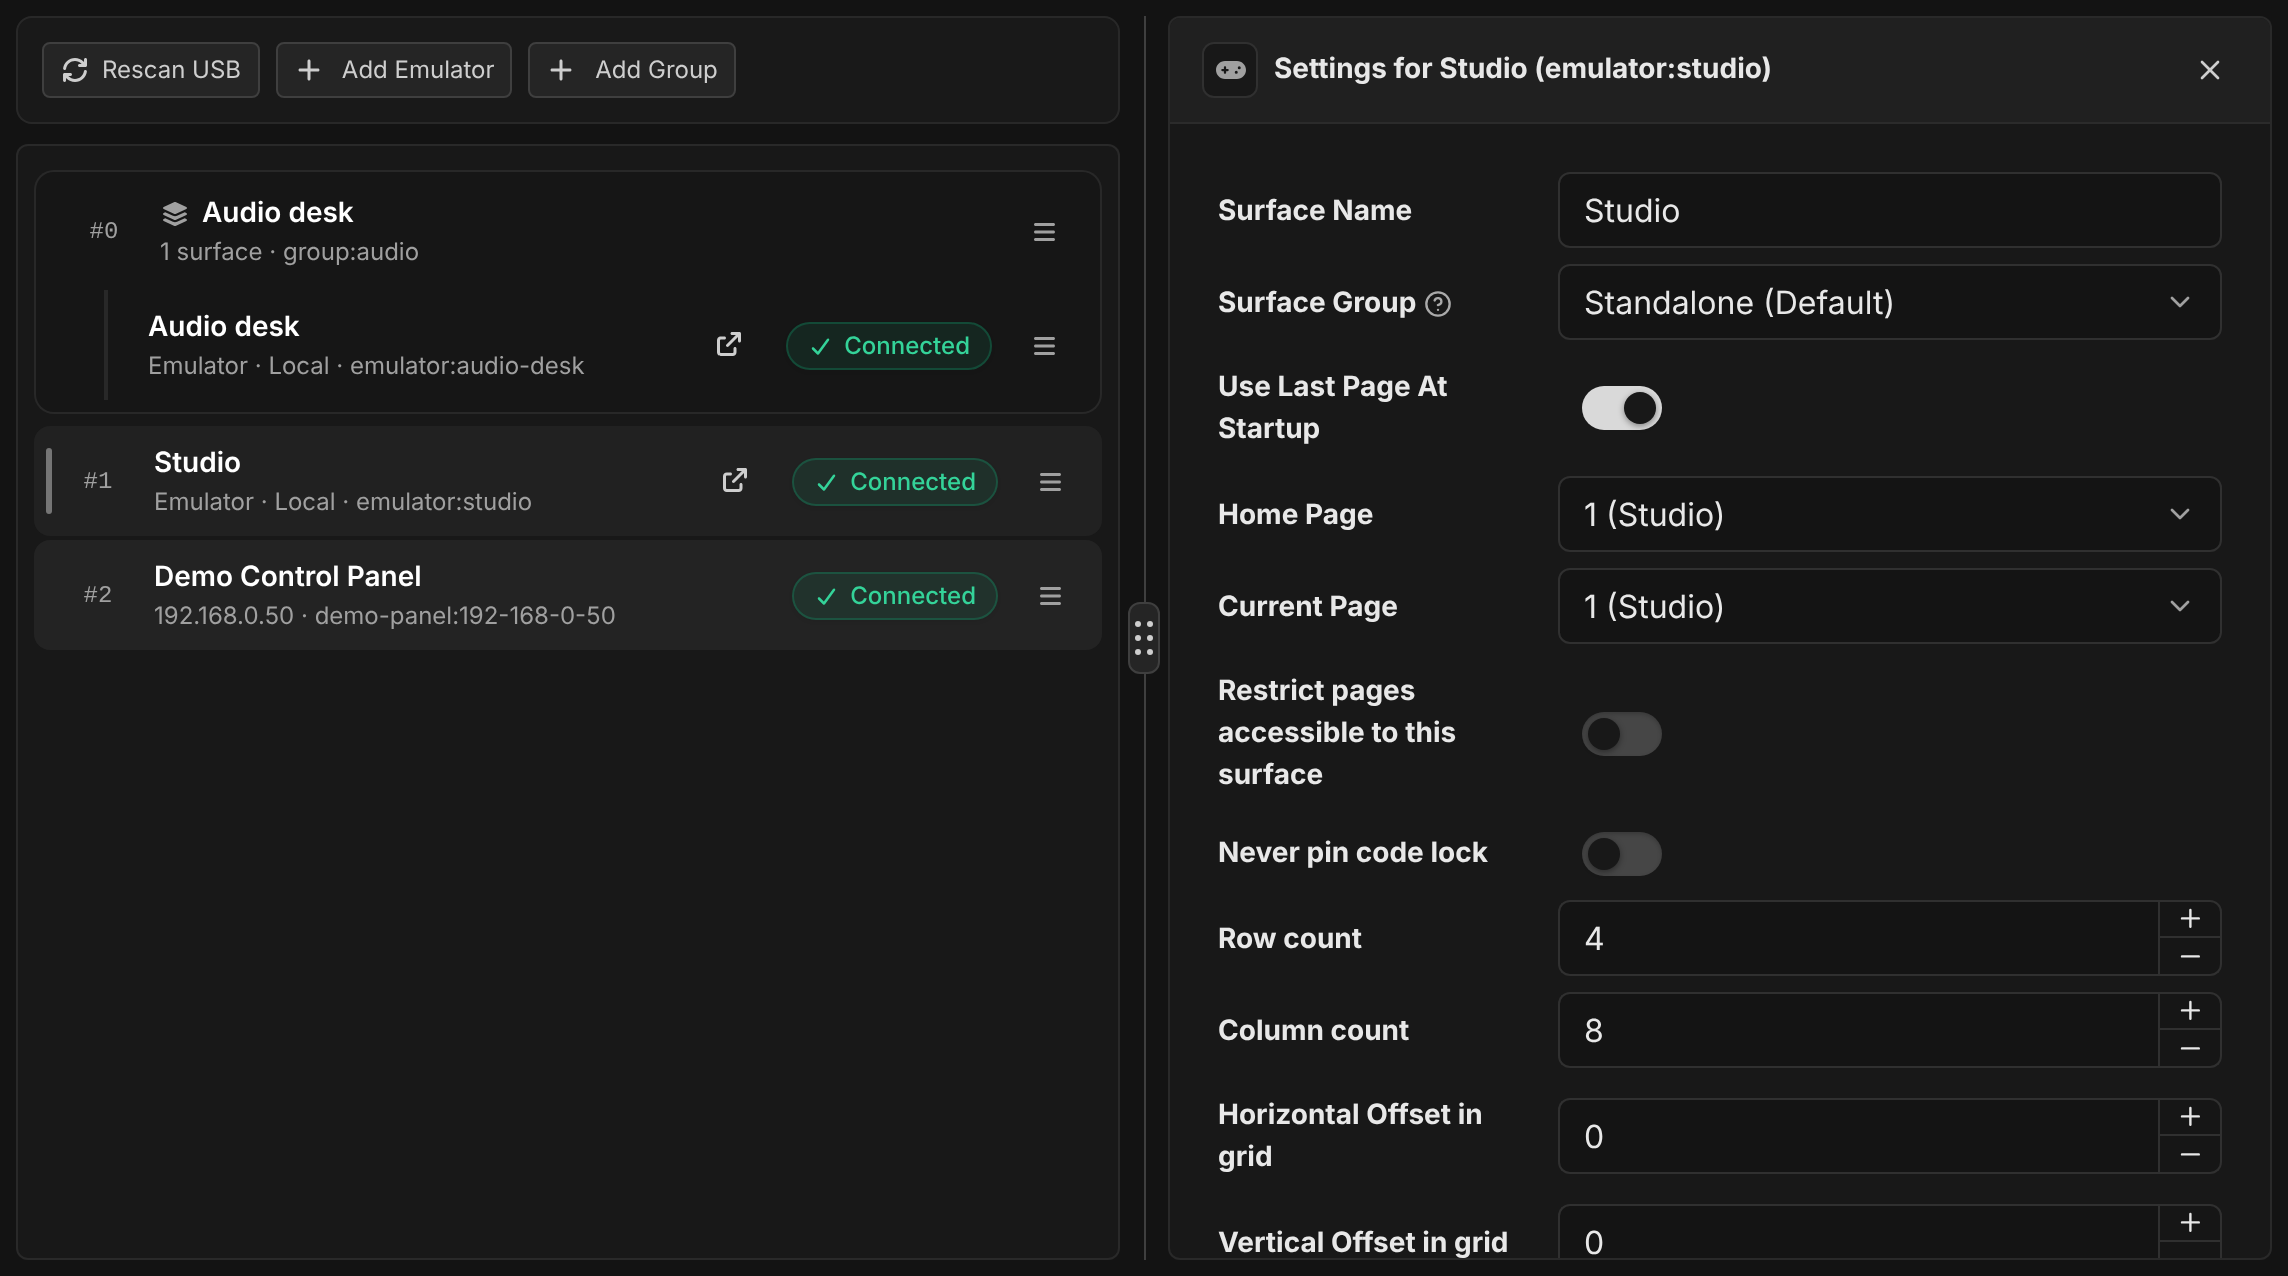 Rescan USB
Add Emulator
Add Group
#0
Audio desk
1 surface · group:audio
Audio desk
Emulator · Local · emulator:audio-desk
Connected
#1
Studio
Emulator · Local · emulator:studio
Connected
#2
Demo Control Panel
192.168.0.50 · demo-panel:192-168-0-50
Connected
Settings for Studio (emulator:studio)
Surface Name
Studio
Surface Group
Standalone (Default)
Use Last Page At
Startup
Home Page
1 (Studio)
Current Page
1 (Studio)
Restrict pages
accessible to this
surface
Never pin code lock
Row count
4
Column count
8
Horizontal Offset in
grid
0
Vertical Offset in grid
0